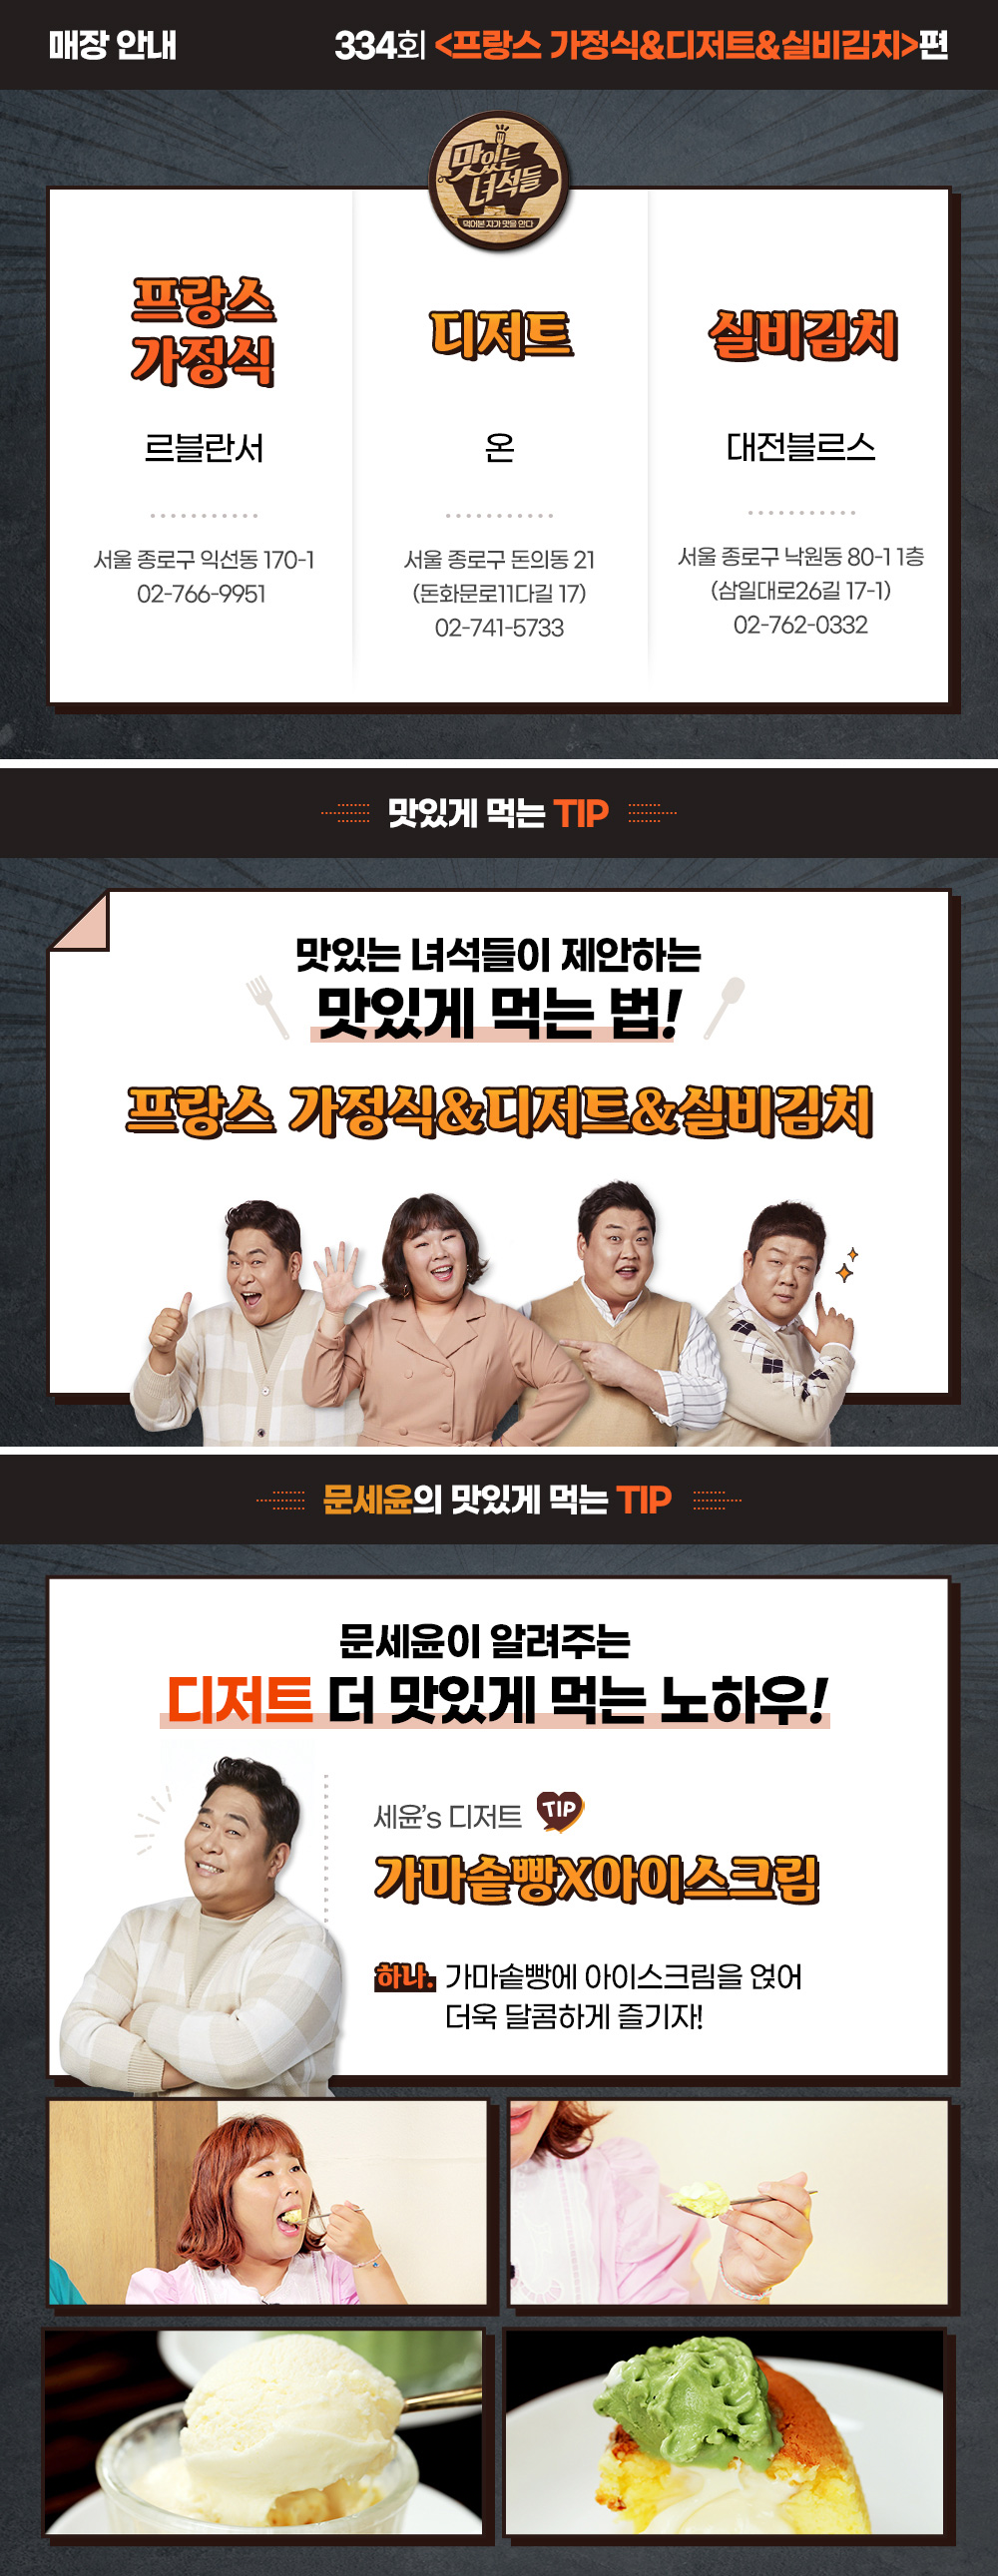 매장 안내
334회 <프랑스 가정식&디저트&실비김치>편
맛있는
녀석들
먹어본 자가 맛을 안다
프랑스
가정식
르블란서
서울 종로구 익선동 170-1
02-766-9951
디저트
온
서울 종로구 돈의동 21
(돈화문로11다길 17)
02-741-5733
실비김치
대전블르스
서울 종로구 낙원동 80-1 1층
(삼일대로26길 17-1)
02-762-0332
맛있게 먹는 TIP
맛있는 녀석들이 제안하는
맛있게 먹는 법!
프랑스 가정식&디저트&실비김치
문세윤의 맛있게 먹는 TIP
문세윤이 알려주는
디저트 더 맛있게 먹는 노하우!
세윤's 디저트 TIP
가마솥빵X아이스크림
하나. 가마솥빵에 아이스크림을 얹어
더욱 달콤하게 즐기자!